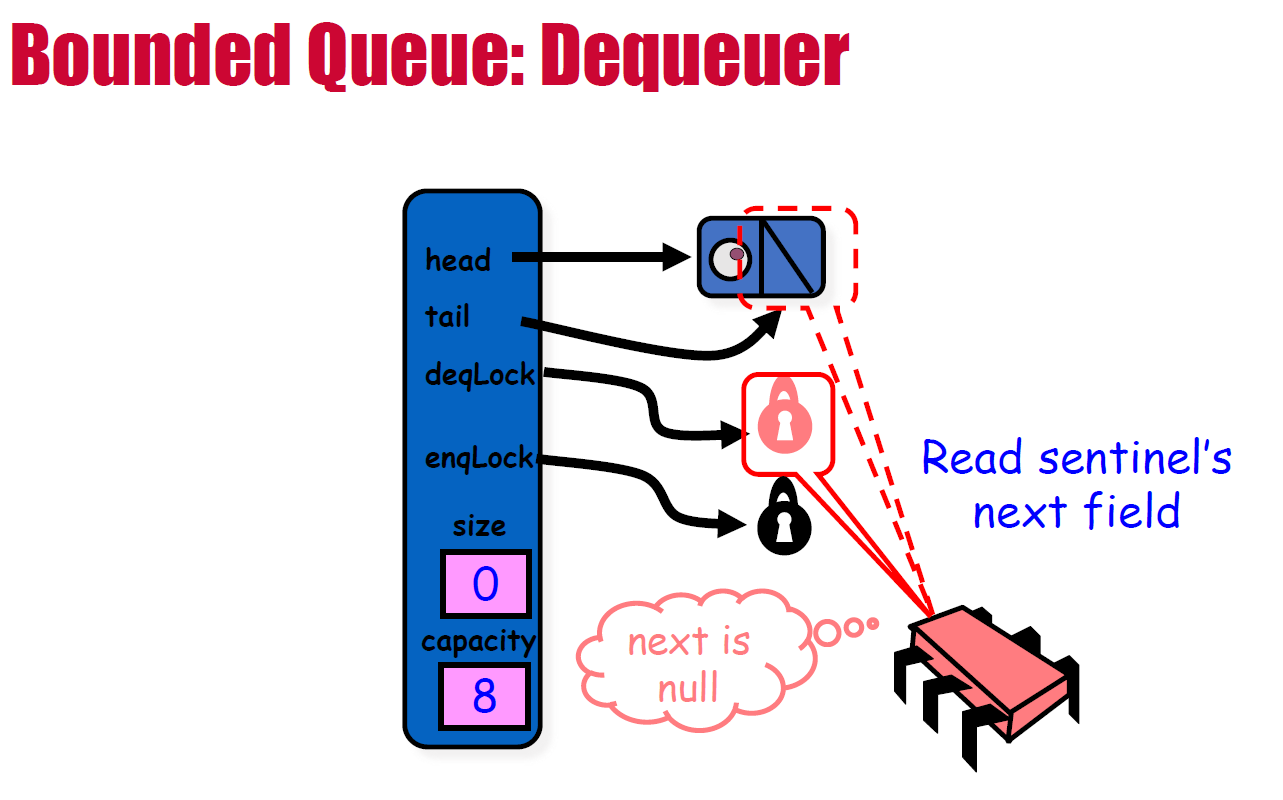 Bounded Queue: Dequeuer
head
tail
deqLock
enqLock
size
0
capacity
8
Read sentinel's
next field
next is
null